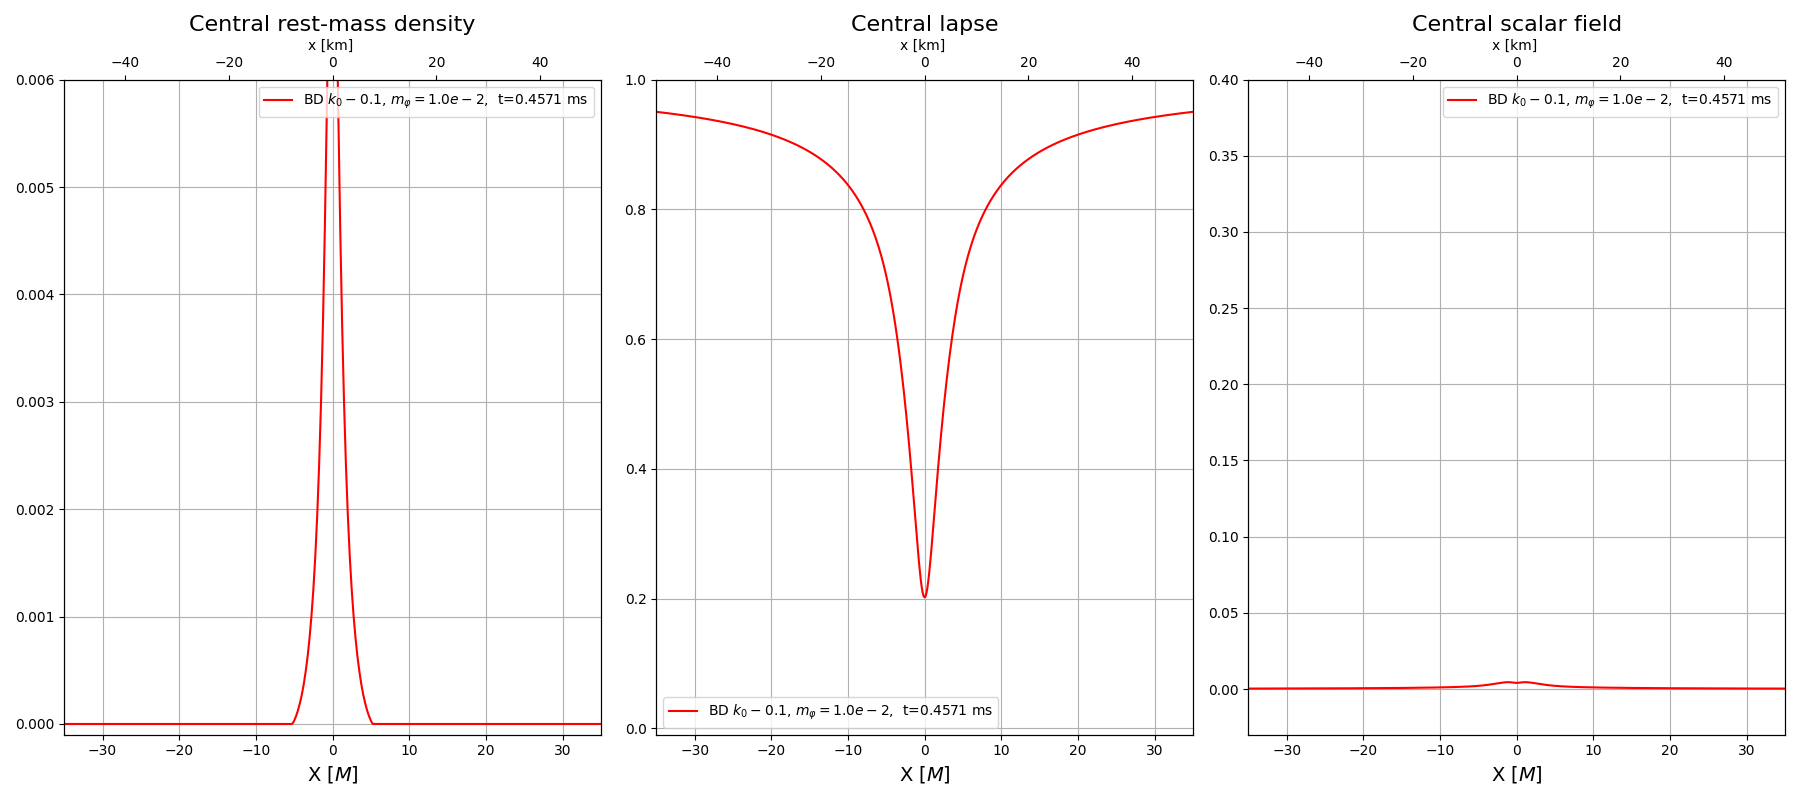 Central rest-mass density
x [km]
−40 −20 0 20 40
0.006
0.005
0.004
0.003
0.002
0.001
0.000
BD k₀ − 0.1, mᵩ = 1.0e − 2, t=0.4571 ms
−30 −20 −10 0 10 20 30
X [M]
Central lapse
x [km]
−40 −20 0 20 40
1.0
0.8
0.6
0.4
0.2
0.0
BD k₀ − 0.1, mᵩ = 1.0e − 2, t=0.4571 ms
−30 −20 −10 0 10 20 30
X [M]
Central scalar field
x [km]
−40 −20 0 20 40
0.40
0.35
0.30
0.25
0.20
0.15
0.10
0.05
0.00
BD k₀ − 0.1, mᵩ = 1.0e − 2, t=0.4571 ms
−30 −20 −10 0 10 20 30
X [M]